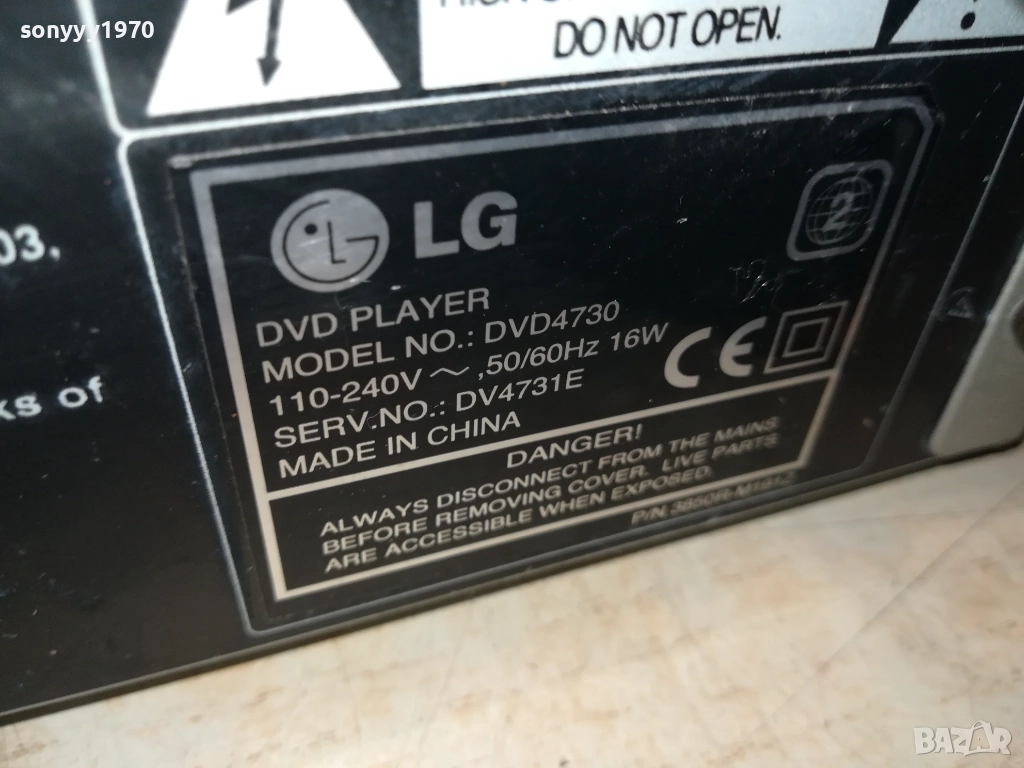 sonyyy1970
DO NOT OPEN.
03.
ks of
LG
2
DVD PLAYER
MODEL NO.: DVD4730
110-240V ~ ,50/60Hz 16W
SERV.NO.: DV4731E
MADE IN CHINA
CE
DANGER!
ALWAYS DISCONNECT FROM THE MAINS
BEFORE REMOVING COVER. LIVE PARTS
ARE ACCESSIBLE WHEN EXPOSED.
P/N.
BAZAR